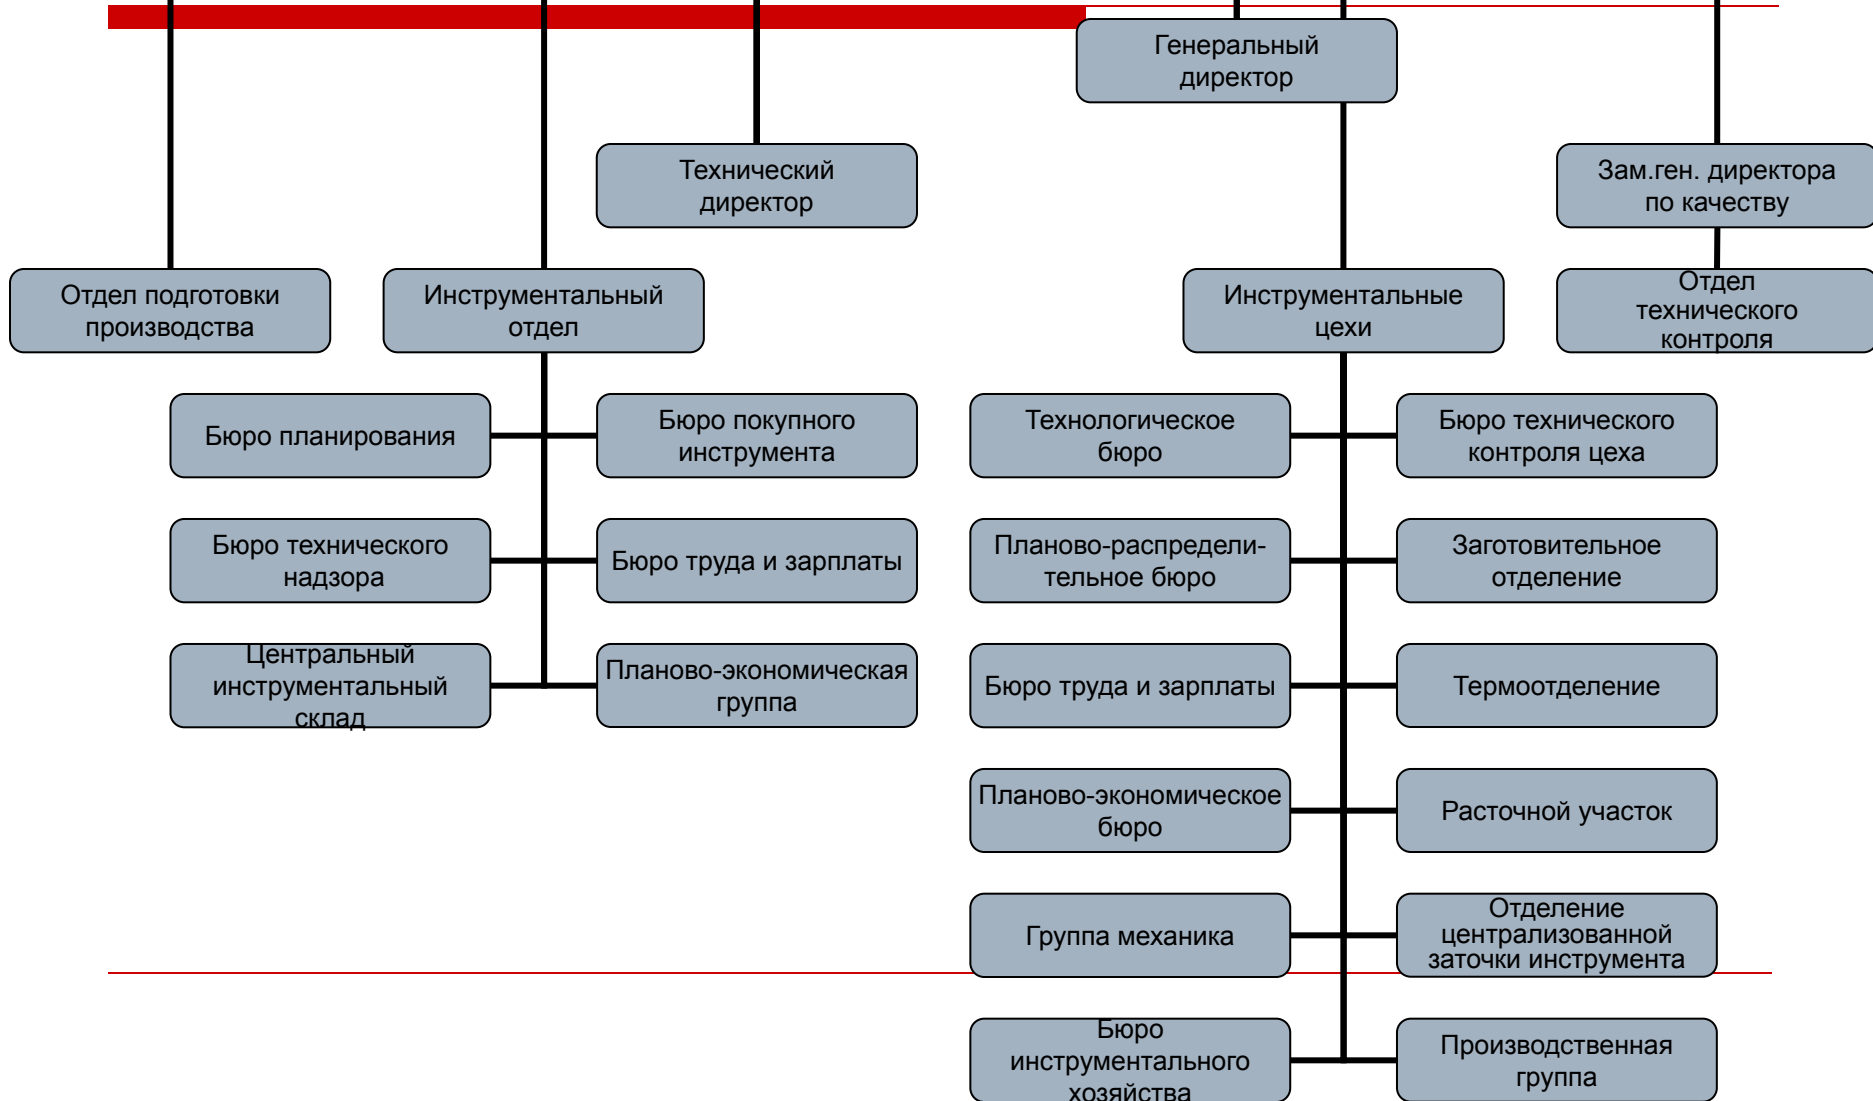 Генеральный
директор
Технический
директор
Зам.ген. директора
по качеству
Отдел подготовки
производства
Инструментальный
отдел
Инструментальные
цехи
Отдел
технического
контроля
Бюро планирования
Бюро покупного
инструмента
Технологическое
бюро
Бюро технического
контроля цеха
Бюро технического
надзора
Бюро труда и зарплаты
Планово-распредели-
тельное бюро
Заготовительное
отделение
Центральный
инструментальный
склад
Планово-экономическая
группа
Бюро труда и зарплаты
Термоотделение
Планово-экономическое
бюро
Расточной участок
Группа механика
Отделение
централизованной
заточки инструмента
Бюро
инструментального
хозяйства
Производственная
группа